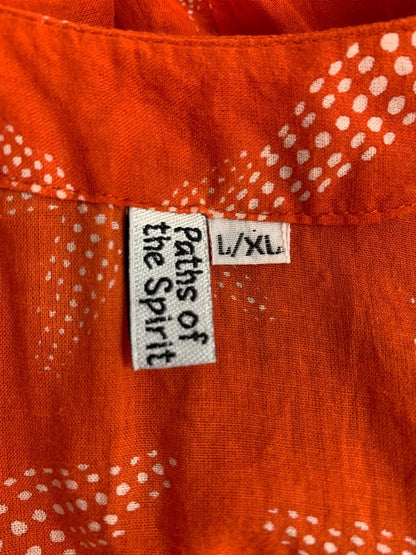 Paths of
the Spirit
L/XL